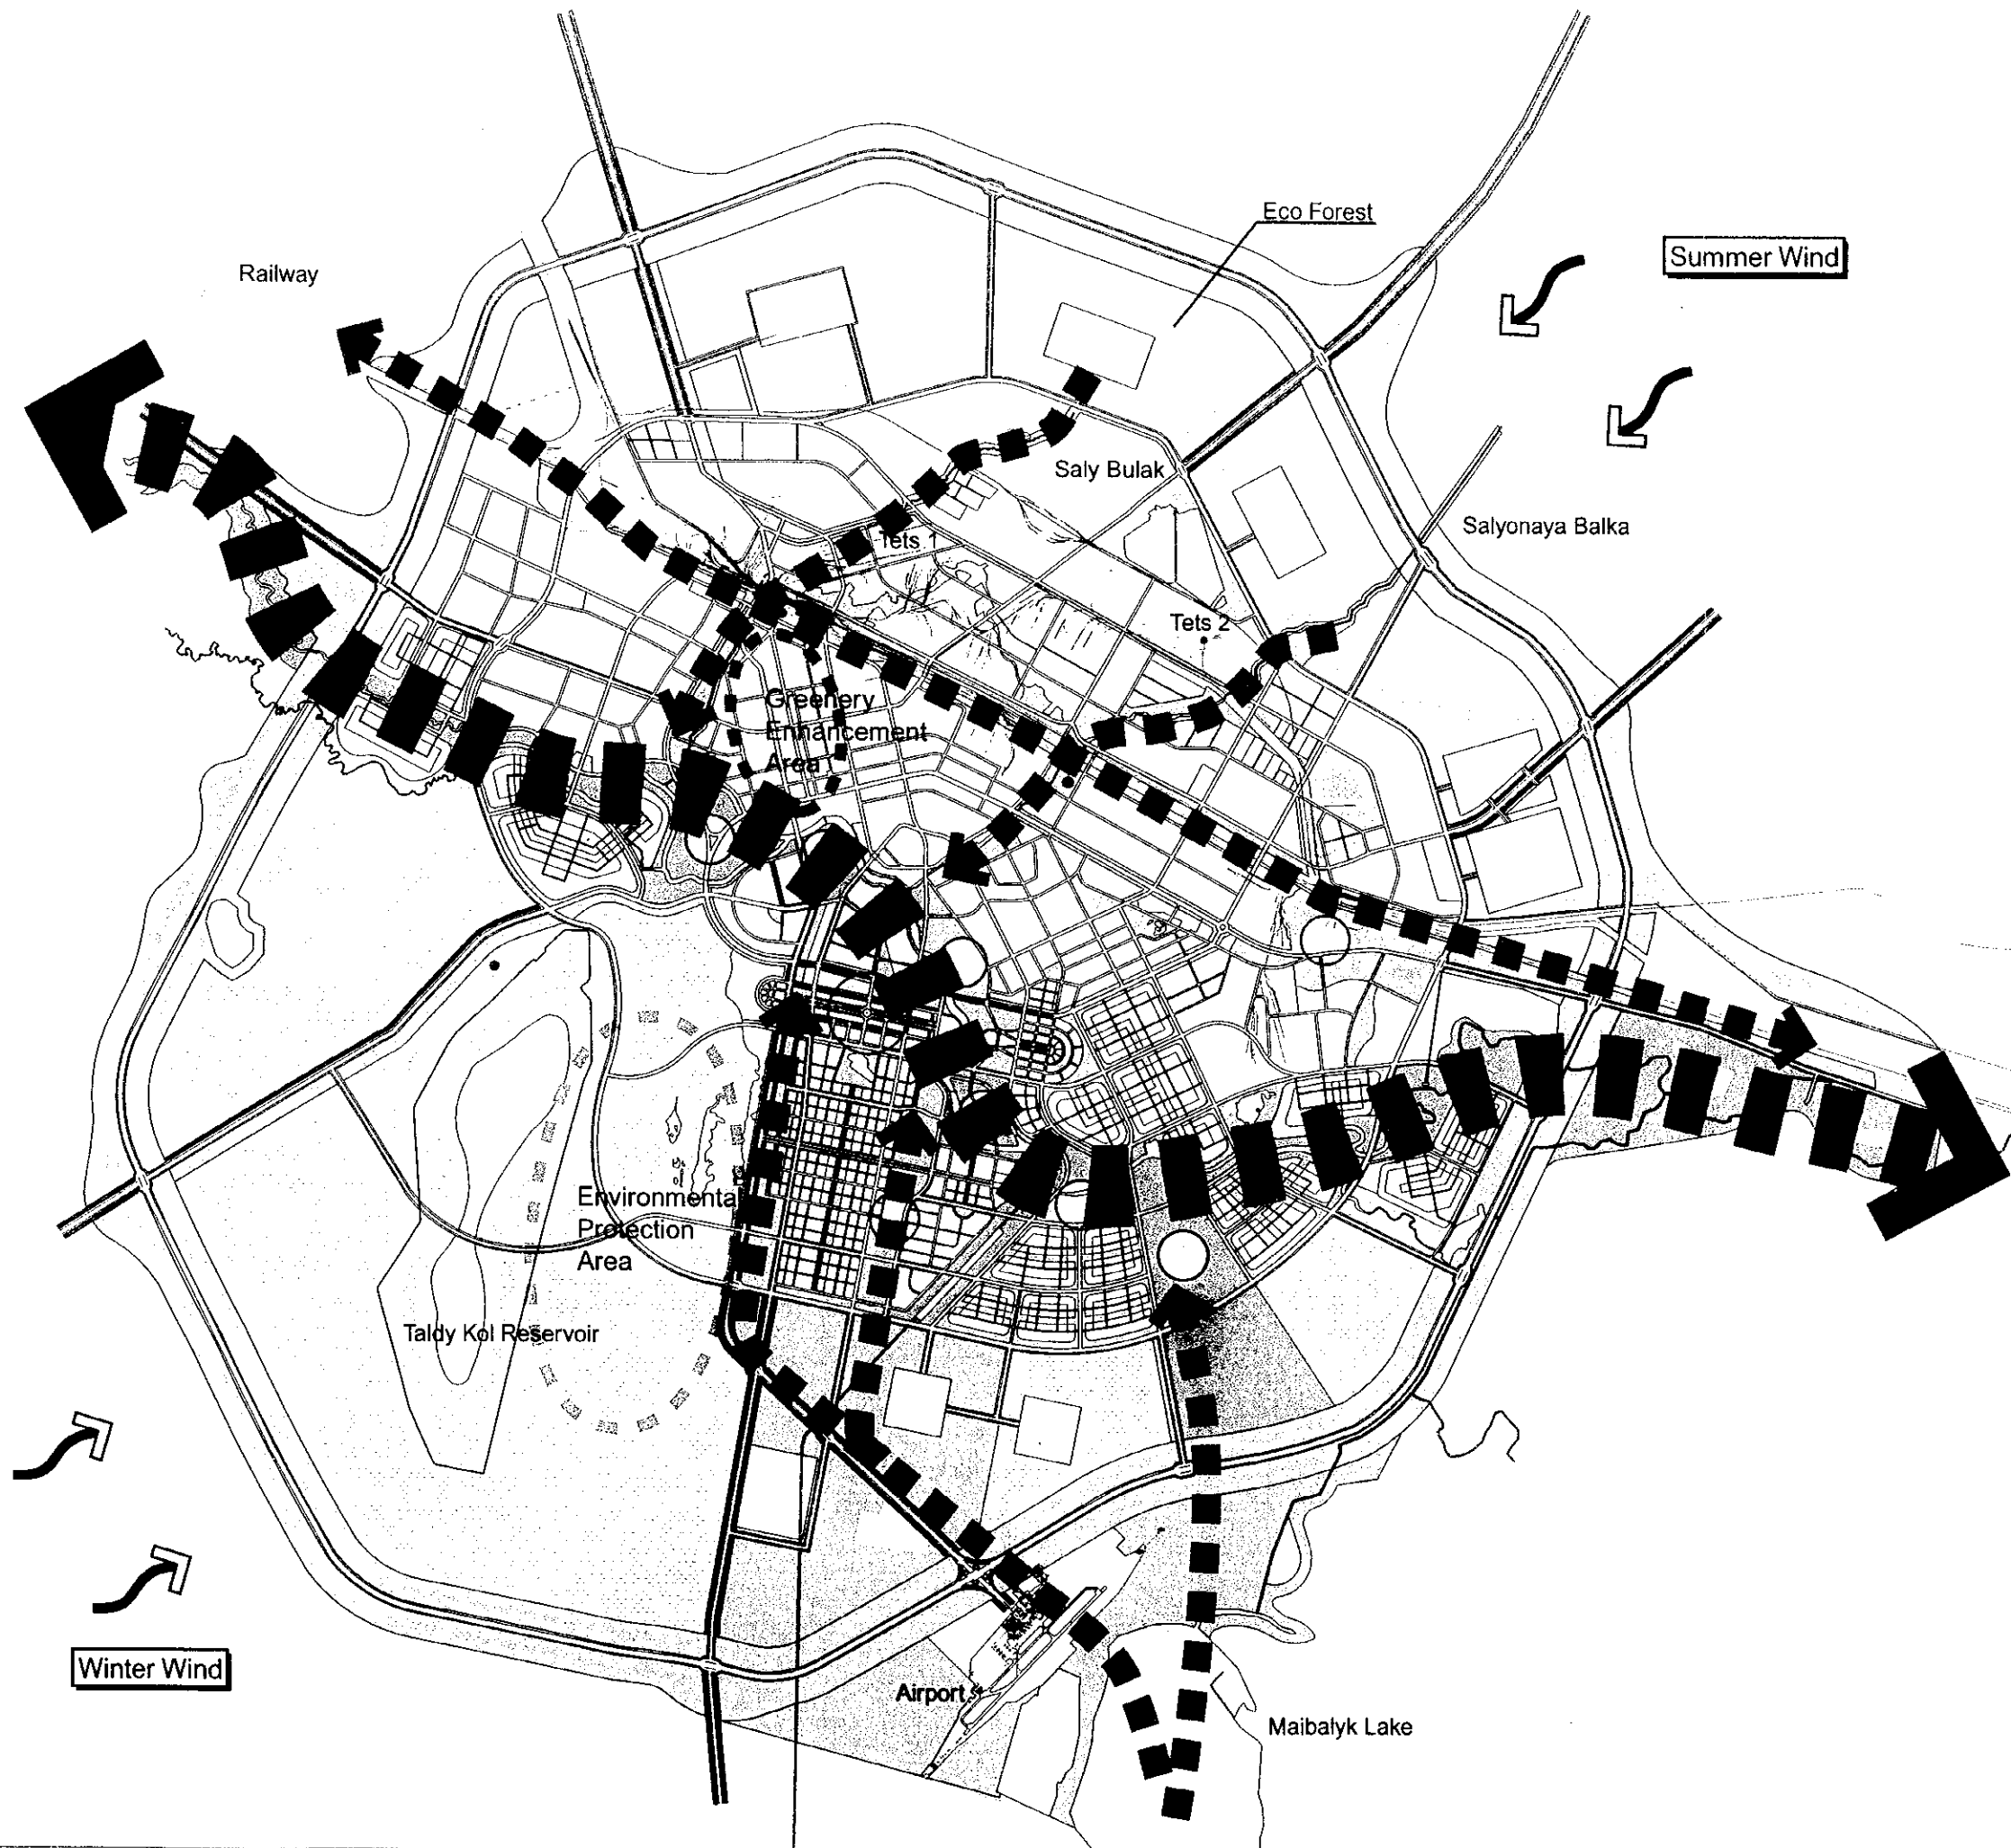 Eco Forest
Summer Wind
Railway
Saly Bulak
Salyonaya Balka
Tets 1
Tets 2
Greenery
Enhancement
Area
Environmental
Protection
Area
Taldy Kol Reservoir
Winter Wind
Airport
Maibalyk Lake